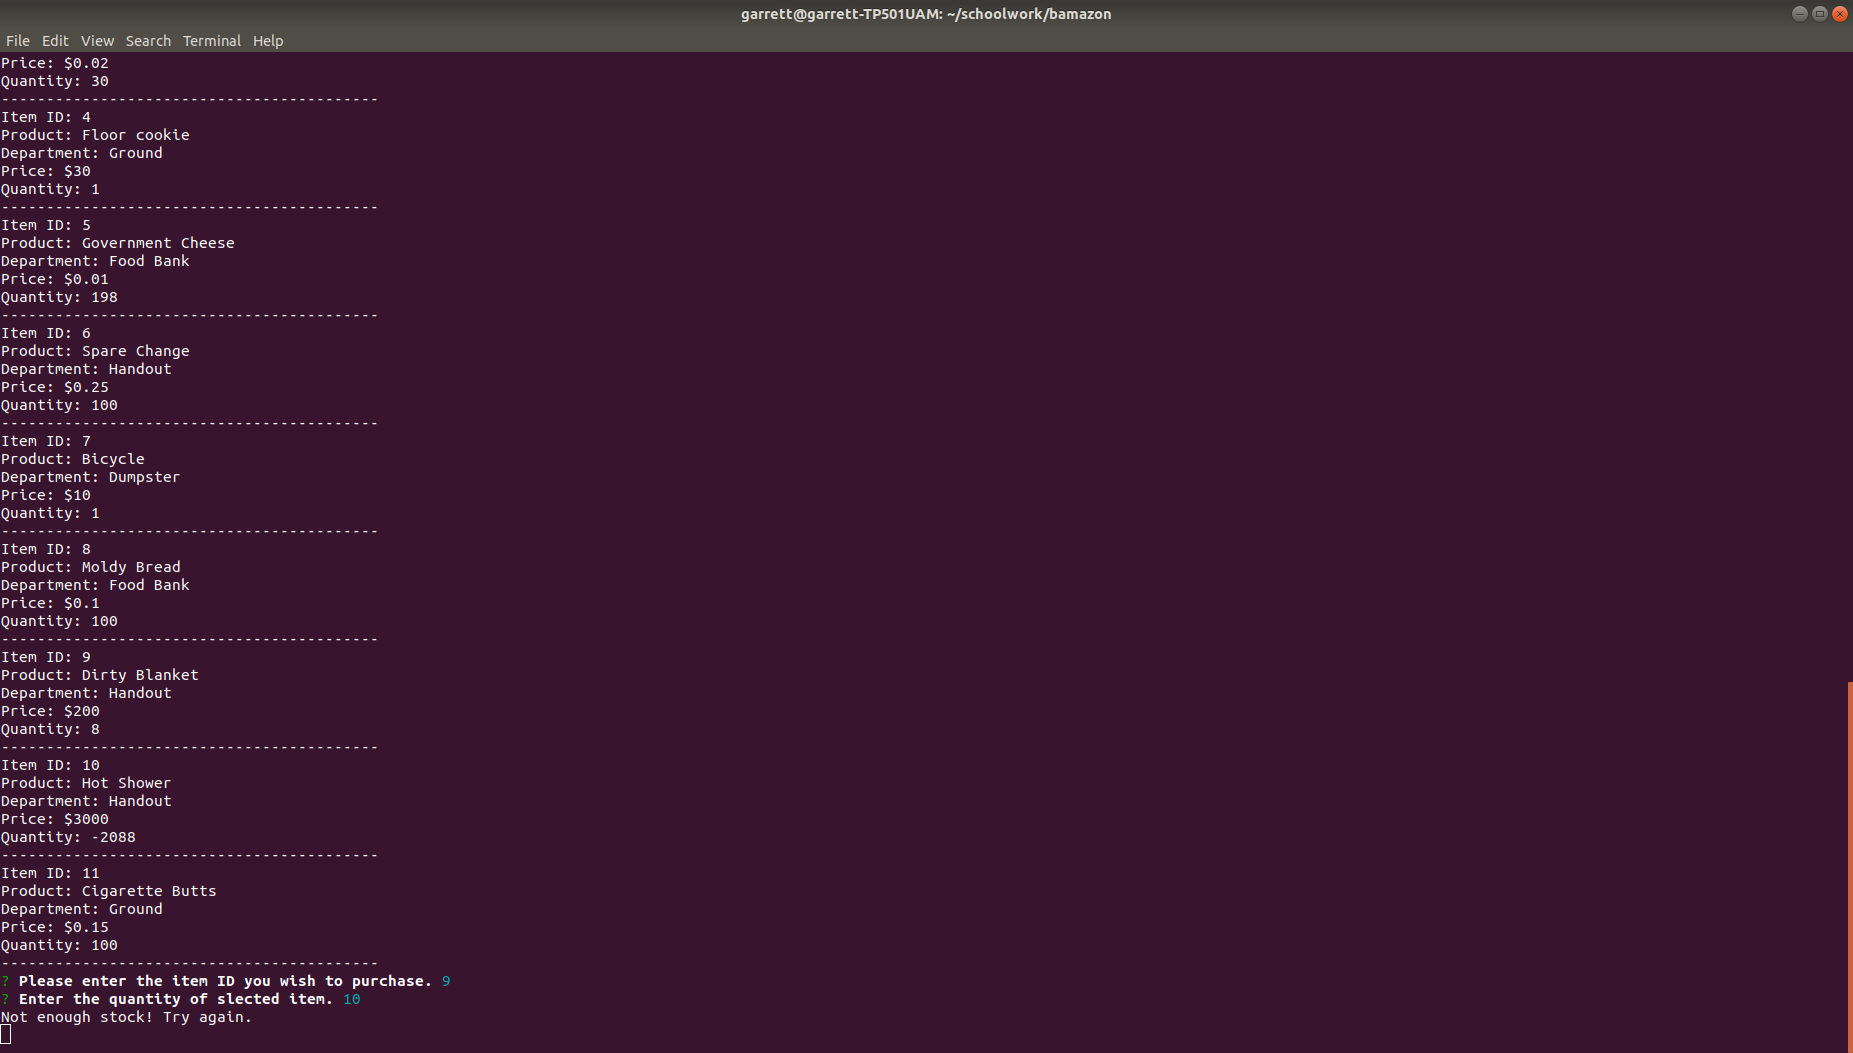 garrett@garrett-TP501UAM: ~/schoolwork/bamazon
File Edit View Search Terminal Help
Price: $0.02
Quantity: 30
------------------------------------------
Item ID: 4
Product: Floor cookie
Department: Ground
Price: $30
Quantity: 1
------------------------------------------
Item ID: 5
Product: Government Cheese
Department: Food Bank
Price: $0.01
Quantity: 198
------------------------------------------
Item ID: 6
Product: Spare Change
Department: Handout
Price: $0.25
Quantity: 100
------------------------------------------
Item ID: 7
Product: Bicycle
Department: Dumpster
Price: $10
Quantity: 1
------------------------------------------
Item ID: 8
Product: Moldy Bread
Department: Food Bank
Price: $0.1
Quantity: 100
------------------------------------------
Item ID: 9
Product: Dirty Blanket
Department: Handout
Price: $200
Quantity: 8
------------------------------------------
Item ID: 10
Product: Hot Shower
Department: Handout
Price: $3000
Quantity: -2088
------------------------------------------
Item ID: 11
Product: Cigarette Butts
Department: Ground
Price: $0.15
Quantity: 100
------------------------------------------
? Please enter the item ID you wish to purchase. 9
? Enter the quantity of slected item. 10
Not enough stock! Try again.